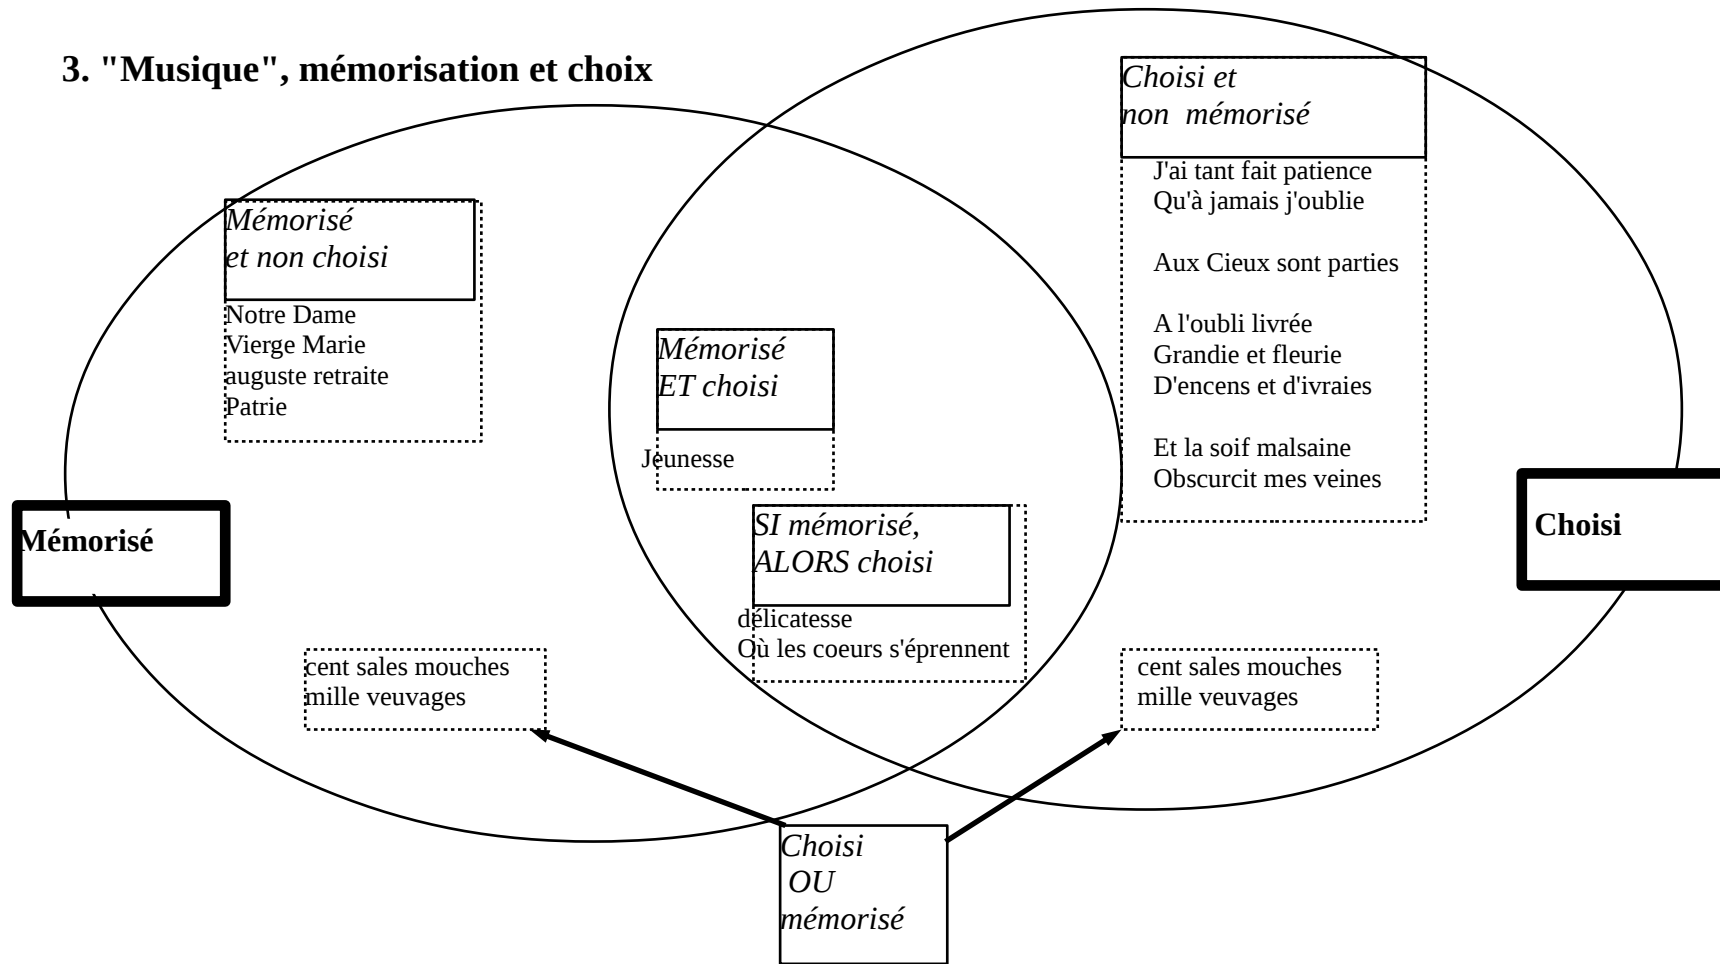 3. "Musique", mémorisation et choix
Choisi et
non mémorisé
J'ai tant fait patience
Qu'à jamais j'oublie
Aux Cieux sont parties
A l'oubli livrée
Grandie et fleurie
D'encens et d'ivraies
Et la soif malsaine
Obscurcit mes veines
Mémorisé
et non choisi
Notre Dame
Vierge Marie
auguste retraite
Patrie
Mémorisé
ET choisi
Jeunesse
SI mémorisé,
ALORS choisi
délicatesse
Où les coeurs s'éprennent
Mémorisé
Choisi
cent sales mouches
mille veuvages
cent sales mouches
mille veuvages
Choisi
OU
mémorisé